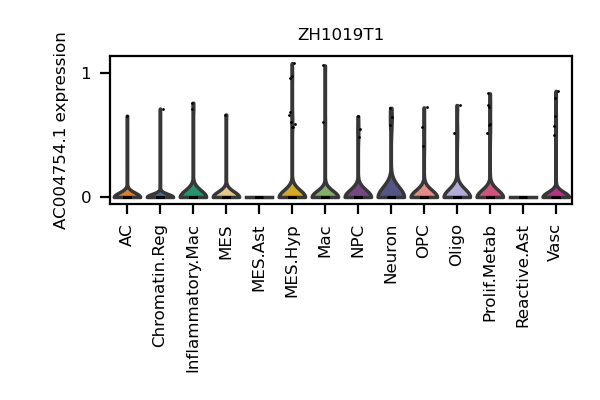 ZH1019T1
AC004754.1 expression
1
0
AC
Chromatin.Reg
Inflammatory.Mac
MES
MES.Ast
MES.Hyp
Mac
NPC
Neuron
OPC
Oligo
Prolif.Metab
Reactive.Ast
Vasc